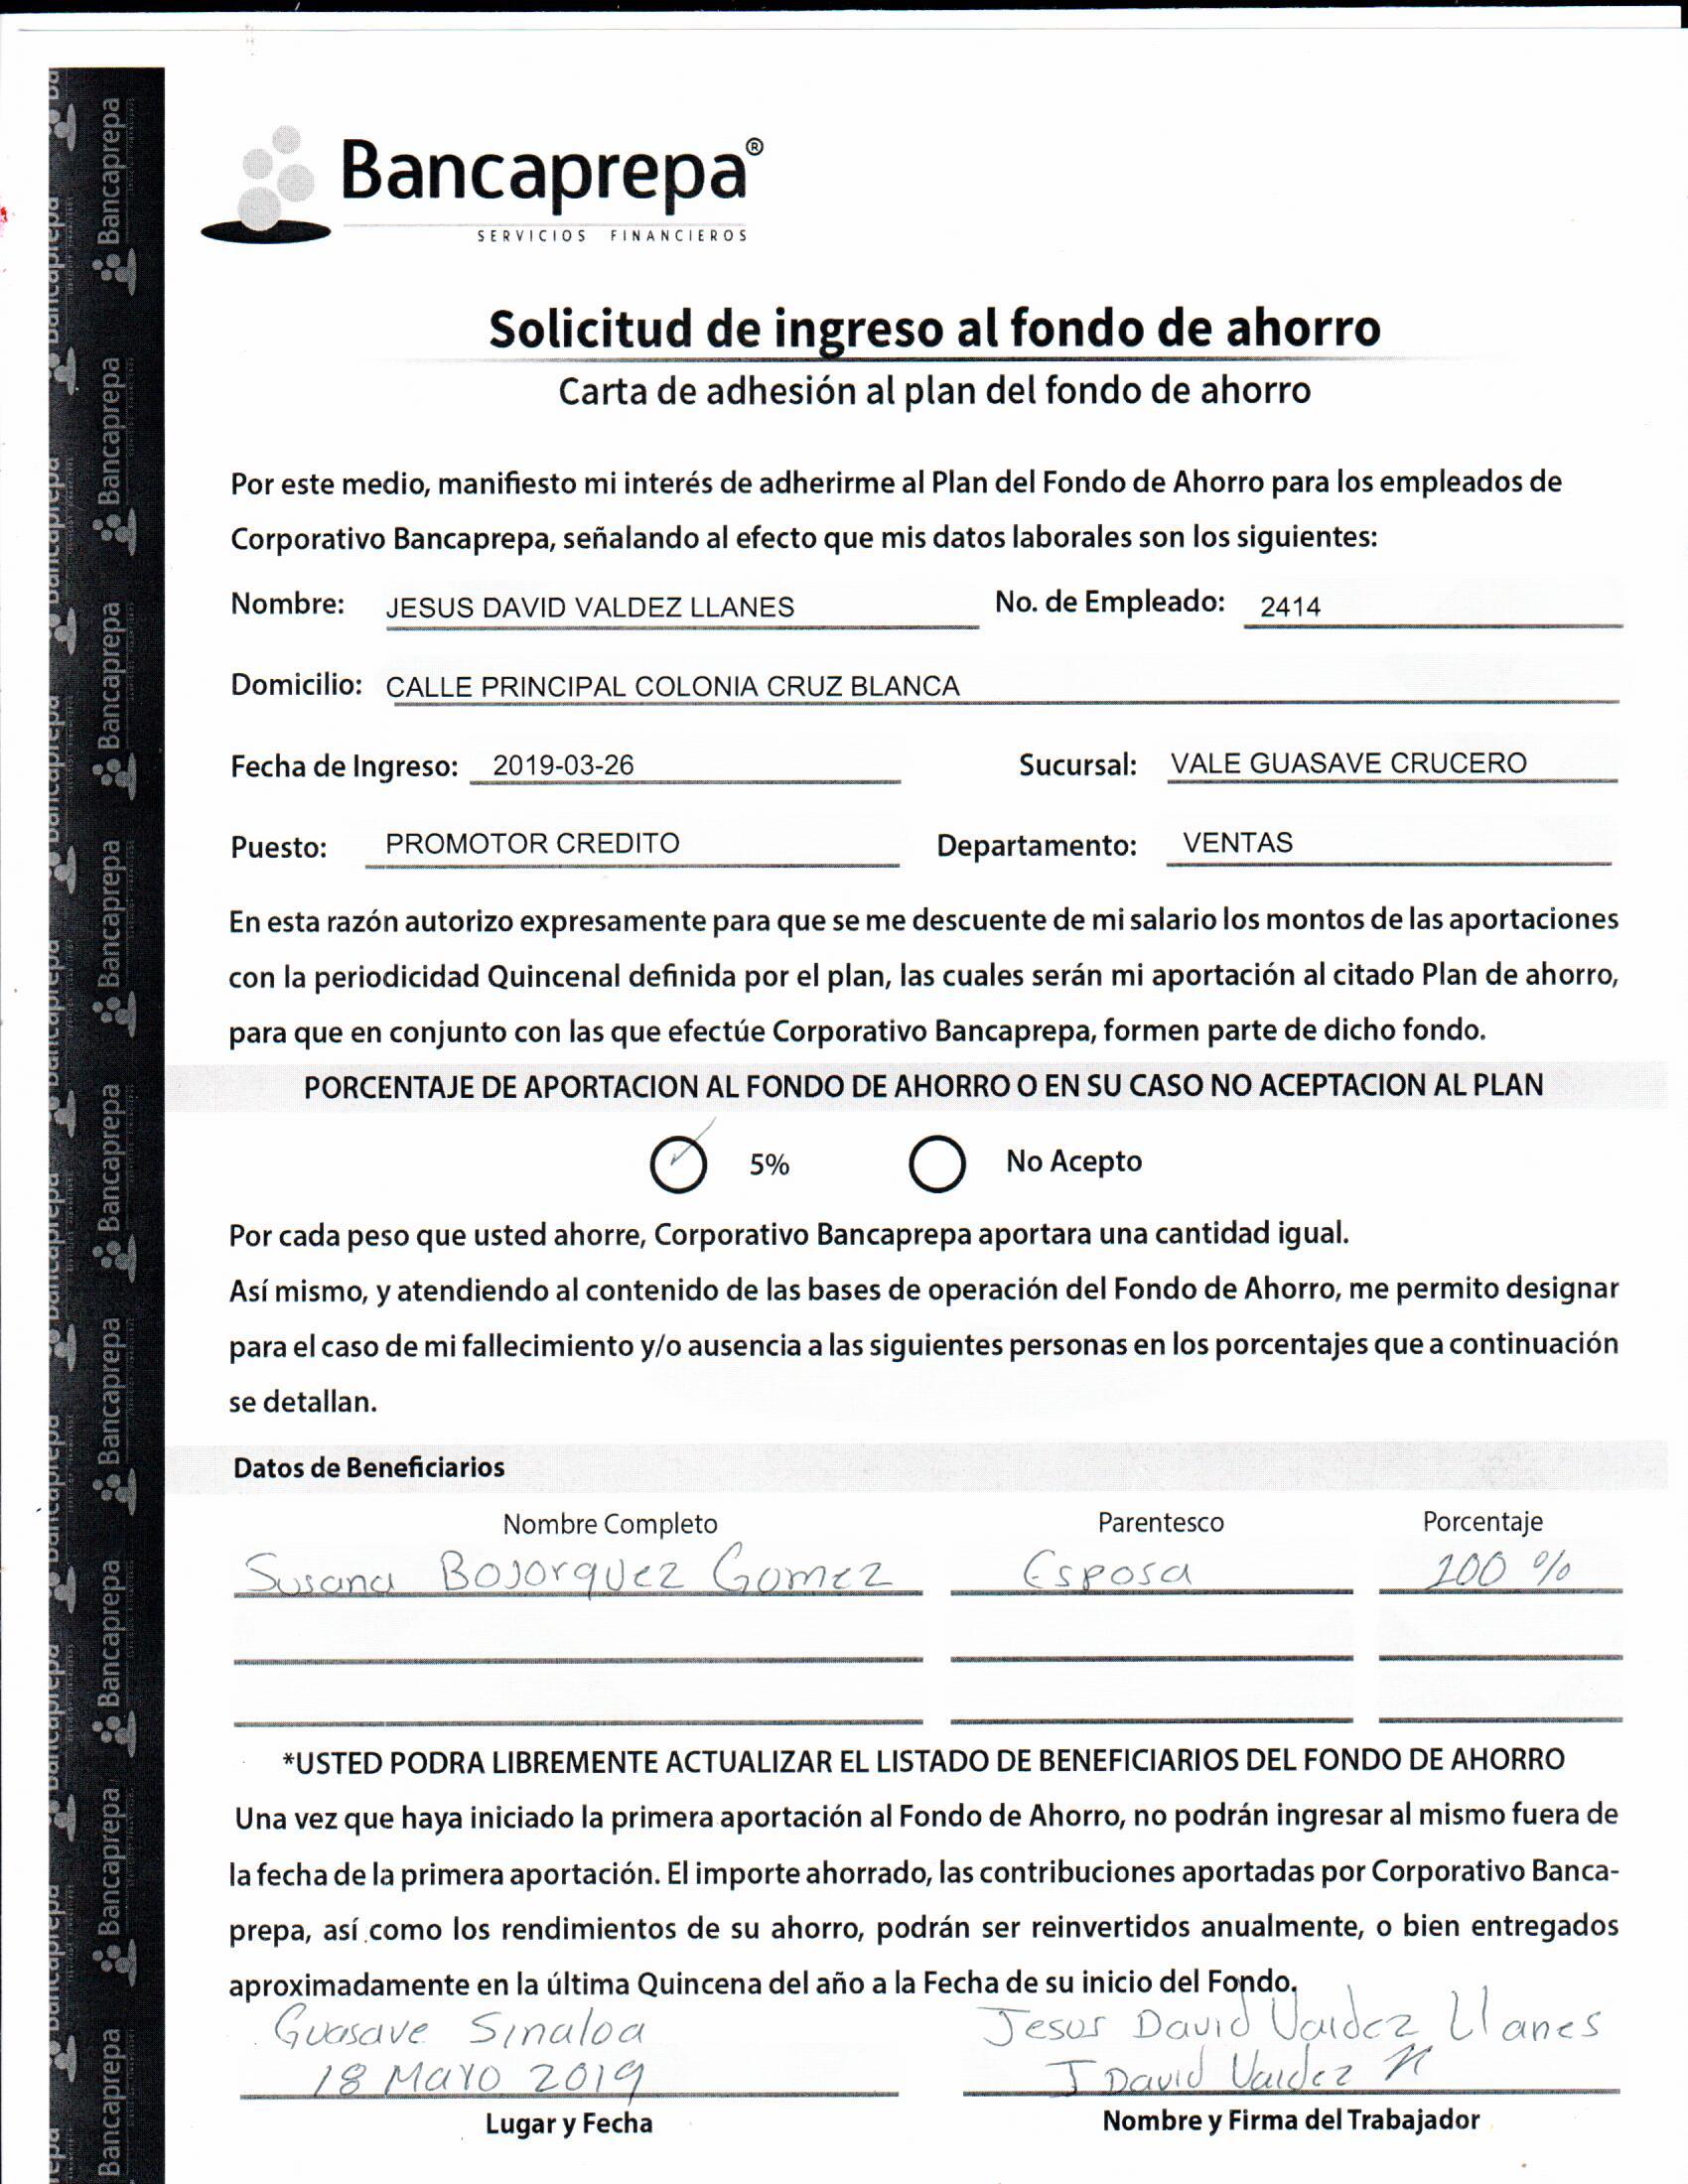 Bancaprepa®
SERVICIOS FINANCIEROS
Solicitud de ingreso al fondo de ahorro
Carta de adhesión al plan del fondo de ahorro
Por este medio, manifiesto mi interés de adherirme al Plan del Fondo de Ahorro para los empleados de
Corporativo Bancaprepa, señalando al efecto que mis datos laborales son los siguientes:
Nombre: JESUS DAVID VALDEZ LLANES No. de Empleado: 2414
Domicilio: CALLE PRINCIPAL COLONIA CRUZ BLANCA
Fecha de Ingreso: 2019-03-26 Sucursal: VALE GUASAVE CRUCERO
Puesto: PROMOTOR CREDITO Departamento: VENTAS
En esta razón autorizo expresamente para que se me descuente de mi salario los montos de las aportaciones
con la periodicidad Quincenal definida por el plan, las cuales serán mi aportación al citado Plan de ahorro,
para que en conjunto con las que efectúe Corporativo Bancaprepa, formen parte de dicho fondo.
PORCENTAJE DE APORTACION AL FONDO DE AHORRO O EN SU CASO NO ACEPTACION AL PLAN
5% No Acepto
Por cada peso que usted ahorre, Corporativo Bancaprepa aportara una cantidad igual.
Así mismo, y atendiendo al contenido de las bases de operación del Fondo de Ahorro, me permito designar
para el caso de mi fallecimiento y/o ausencia a las siguientes personas en los porcentajes que a continuación
se detallan.
Datos de Beneficiarios
Nombre Completo Parentesco Porcentaje
Susana Bojorquez Gomez Esposa 100 %
*USTED PODRA LIBREMENTE ACTUALIZAR EL LISTADO DE BENEFICIARIOS DEL FONDO DE AHORRO
Una vez que haya iniciado la primera aportación al Fondo de Ahorro, no podrán ingresar al mismo fuera de
la fecha de la primera aportación. El importe ahorrado, las contribuciones aportadas por Corporativo Banca-
prepa, así como los rendimientos de su ahorro, podrán ser reinvertidos anualmente, o bien entregados
aproximadamente en la última Quincena del año a la Fecha de su inicio del Fondo.
Guasave Sinaloa Jesus David Valdez Llanes
18 Mayo 2019 J David Valdez
Lugar y Fecha Nombre y Firma del Trabajador